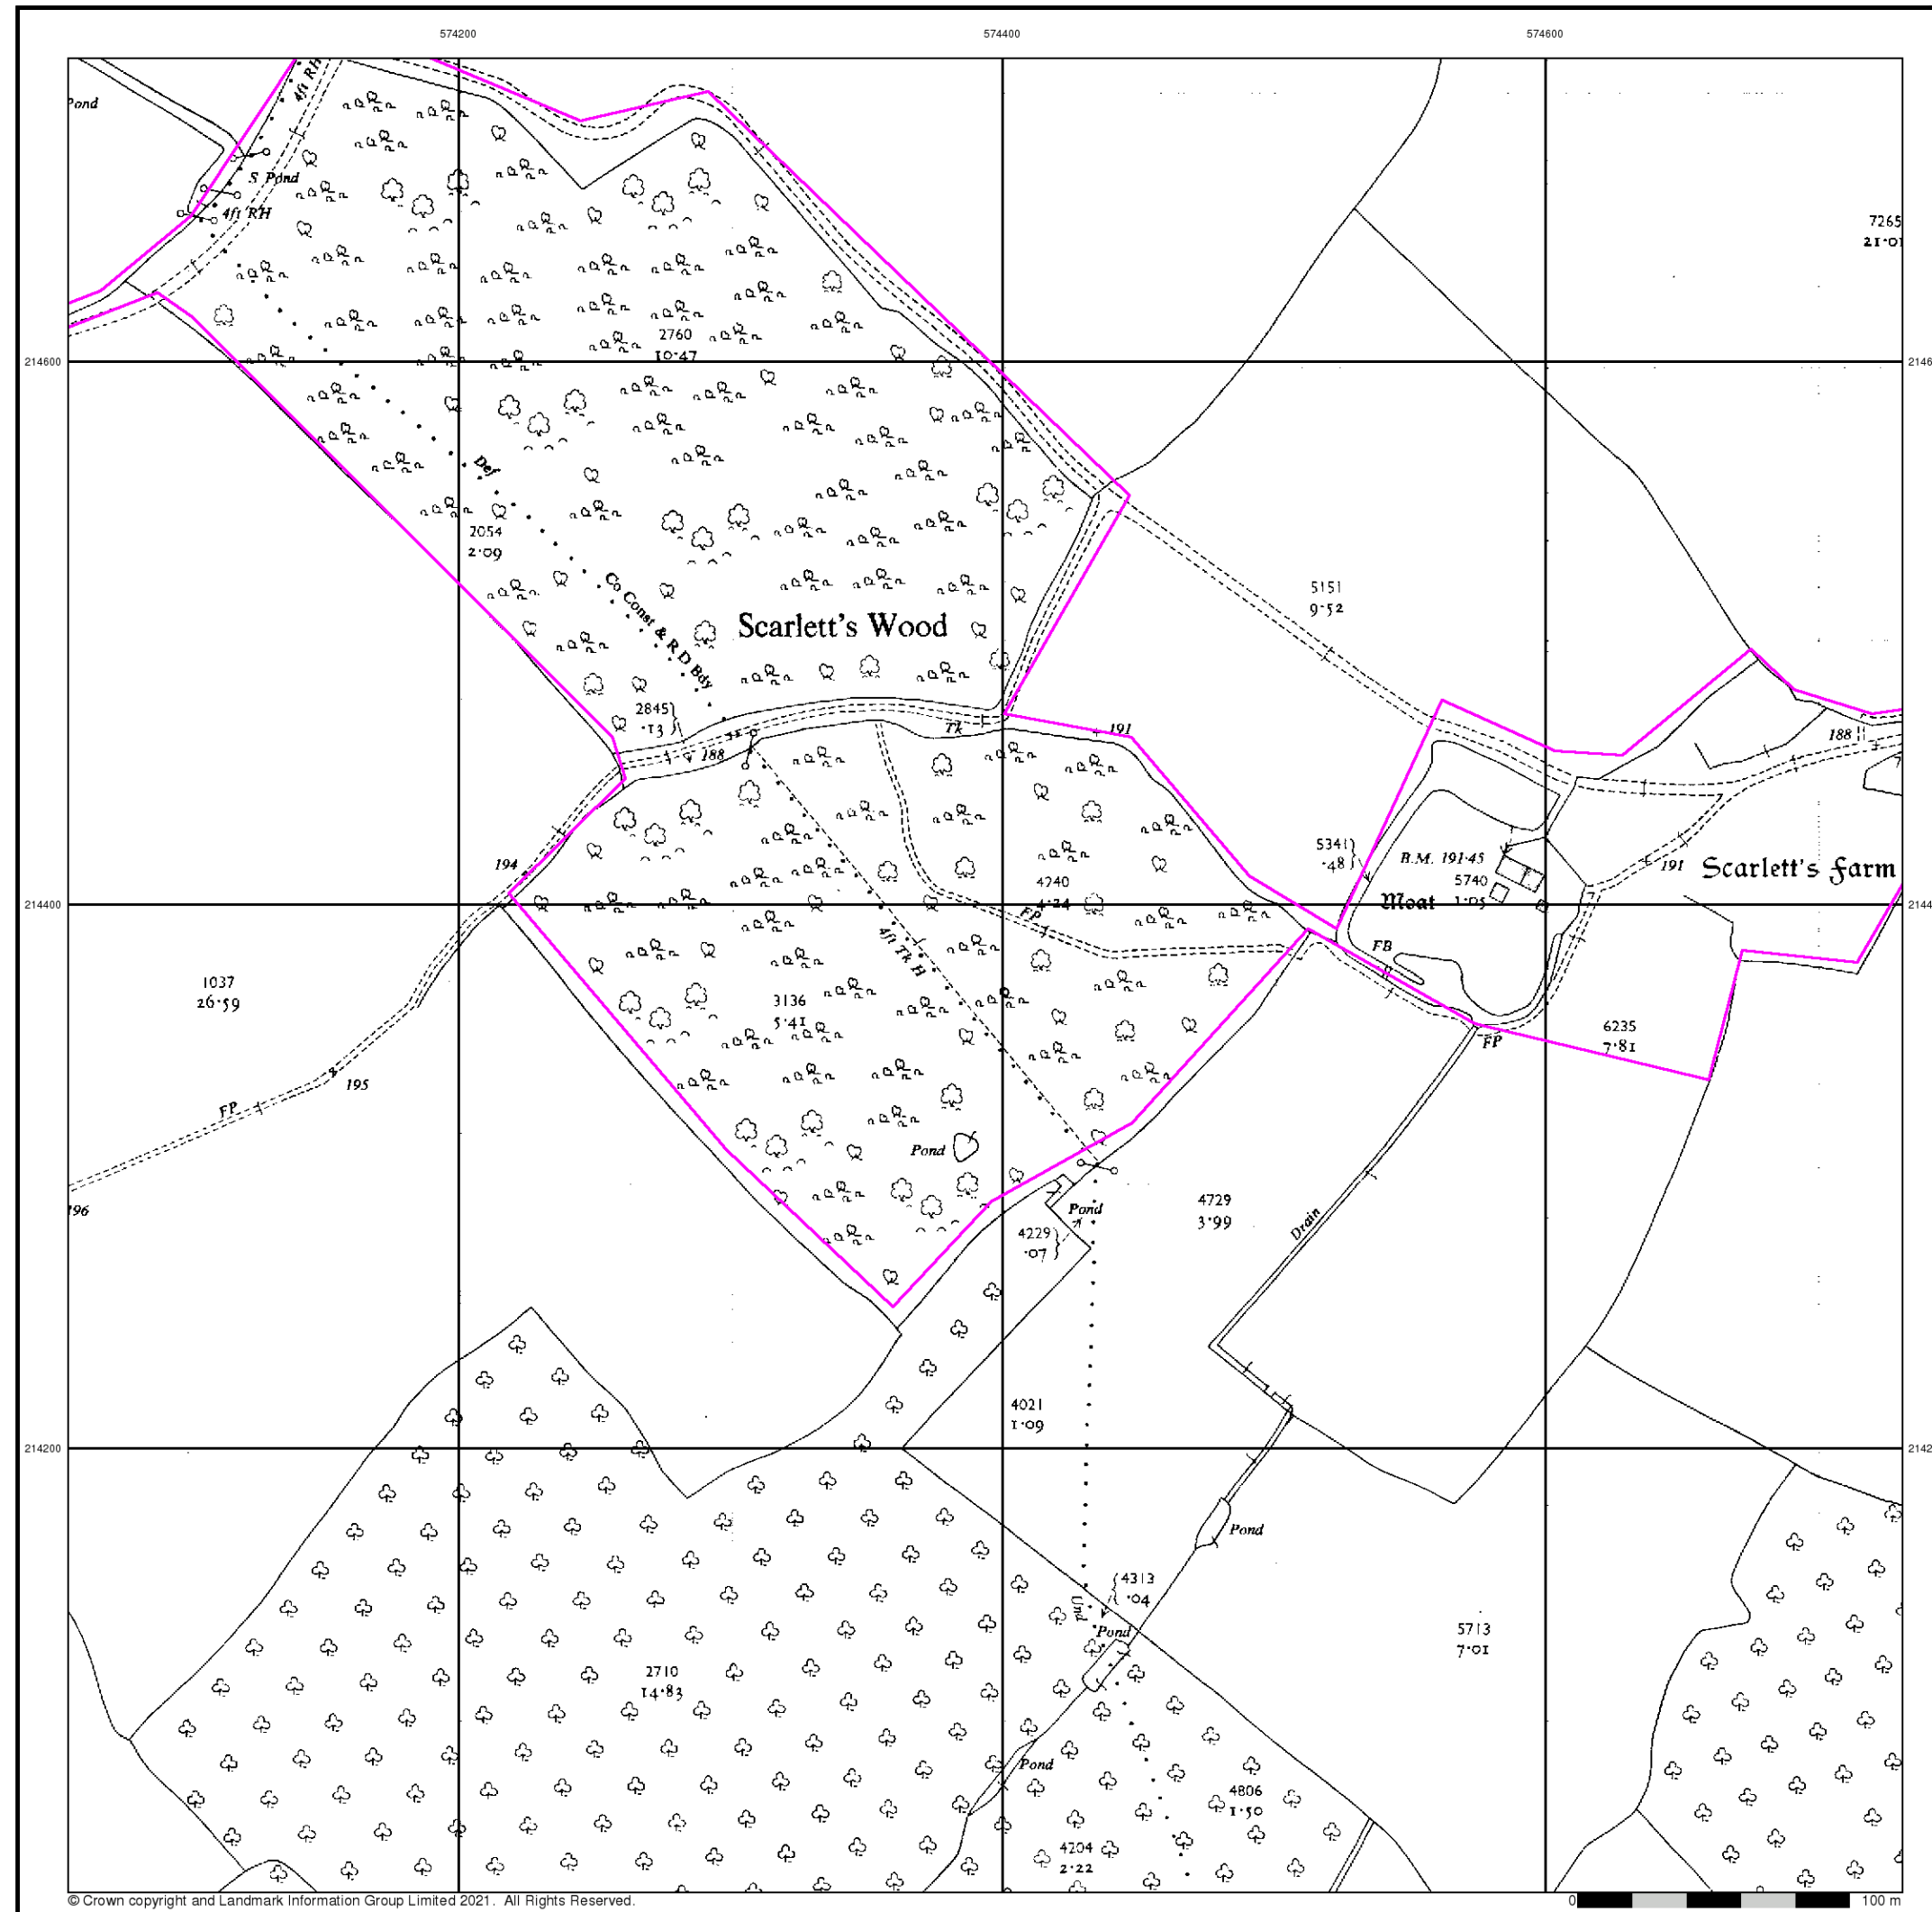 574200
574400
574600
4ft RH
Pond
S Pond
4ft RH
7265
2760
10·47
214600
2146
Def
2054
2·09
Co Const & R D Bdy
5151
9·52
Scarlett's Wood
2845
·13
188
Tk
191
188
194
5341
·48
B.M. 191·45
5740
1·05
191
Scarlett's Farm
4240
4·24
Moat
214400
2144
FP
4ft Tk H
FB
1037
26·59
3136
5·41
6235
7·81
FP
195
FP
Pond
196
4729
3·99
Pond
4229
·07
Drain
4021
1·09
214200
2142
Pond
4313
·04
Und
Pond
5713
7·01
2710
14·83
Pond
4806
1·50
4204
2·22
© Crown copyright and Landmark Information Group Limited 2021. All Rights Reserved.
0
100 m